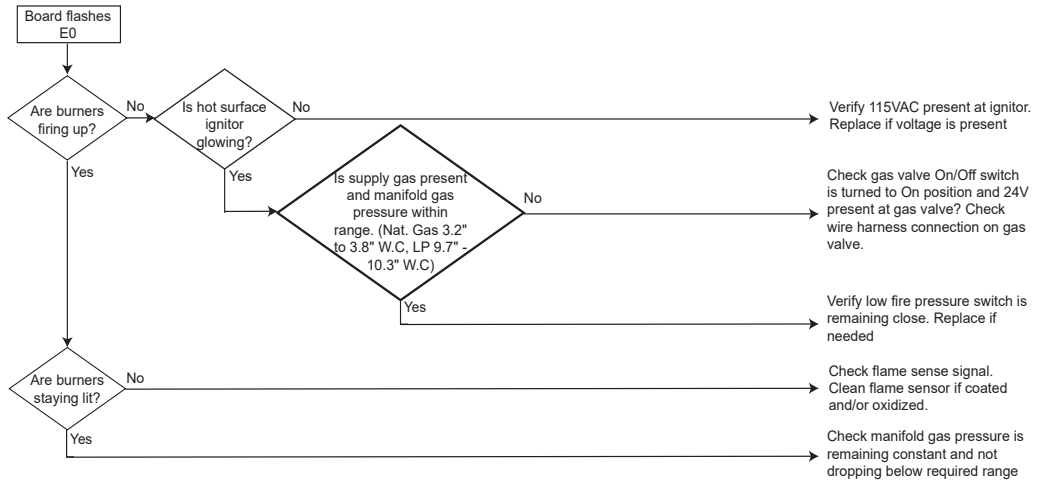 Board flashes
E0
Are burners
firing up?
No
Yes
Is hot surface
ignitor
glowing?
No
Yes
Verify 115VAC present at ignitor.
Replace if voltage is present
Is supply gas present
and manifold gas
pressure within
range. (Nat. Gas 3.2"
to 3.8" W.C, LP 9.7" -
10.3" W.C)
No
Yes
Check gas valve On/Off switch
is turned to On position and 24V
present at gas valve? Check
wire harness connection on gas
valve.
Verify low fire pressure switch is
remaining close. Replace if
needed
Are burners
staying lit?
No
Yes
Check flame sense signal.
Clean flame sensor if coated
and/or oxidized.
Check manifold gas pressure is
remaining constant and not
dropping below required range